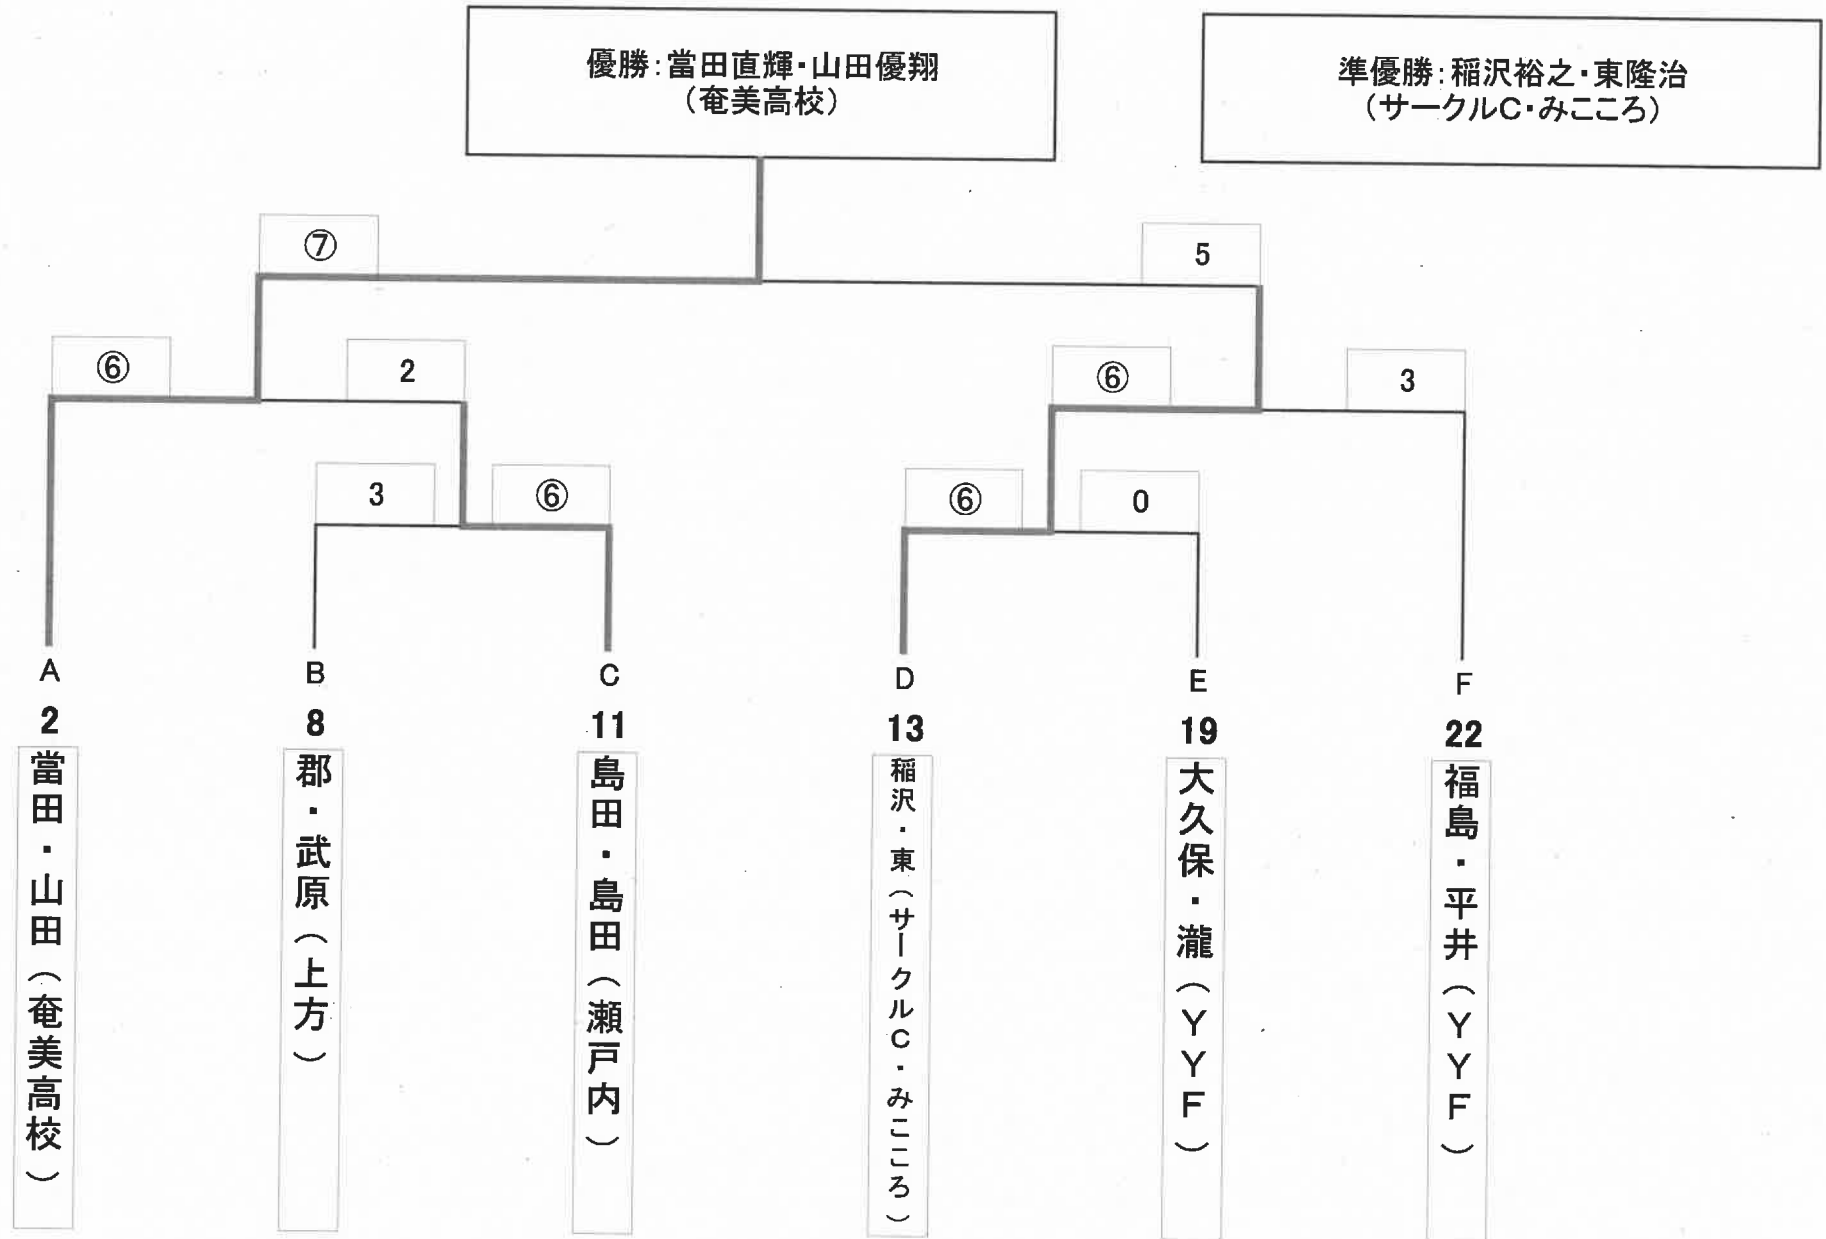 優勝:當田直輝・山田優翔
(奄美高校)
準優勝:稲沢裕之・東隆治
(サークルC・みこころ)
⑦
5
⑥
2
⑥
3
3
⑥
⑥
0
A
B
C
D
E
F
2
8
11
13
19
22
當田・山田(奄美高校)
郡・武原(上方)
島田・島田(瀬戸内)
稲沢・東(サークルC・みこころ)
大久保・瀧(YYF)
福島・平井(YYF)